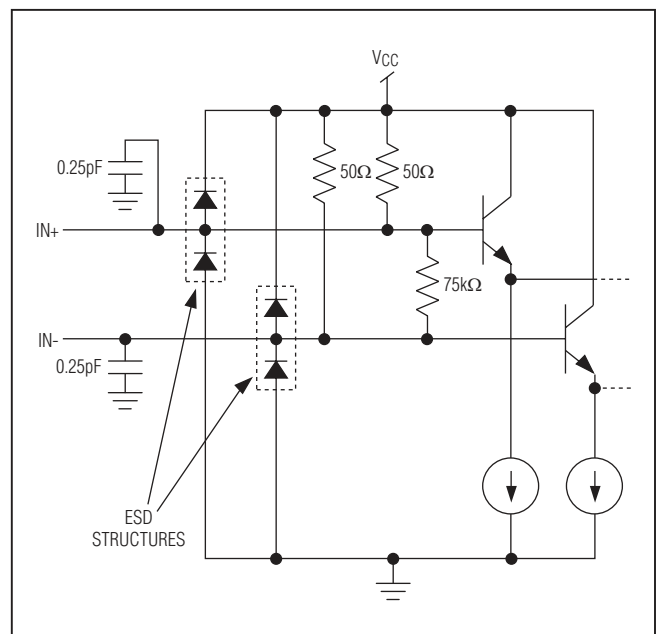 VCC
0.25pF
50Ω
50Ω
IN+
75kΩ
IN-
0.25pF
ESD
STRUCTURES